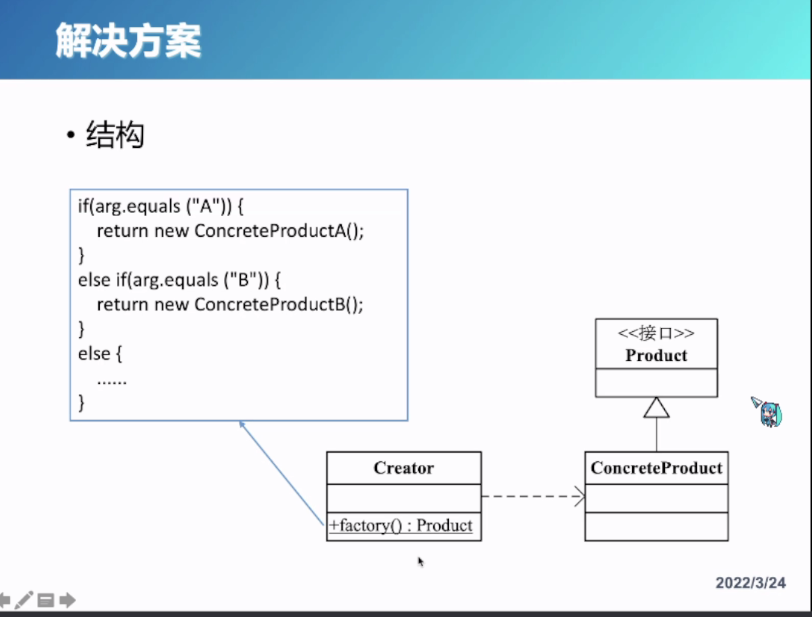 解决方案
• 结构
if(arg.equals ("A")) {
return new ConcreteProductA();
}
else if(arg.equals ("B")) {
return new ConcreteProductB();
}
else {
......
}
<<接口>>
Product
Creator
+factory() : Product
ConcreteProduct
2022/3/24